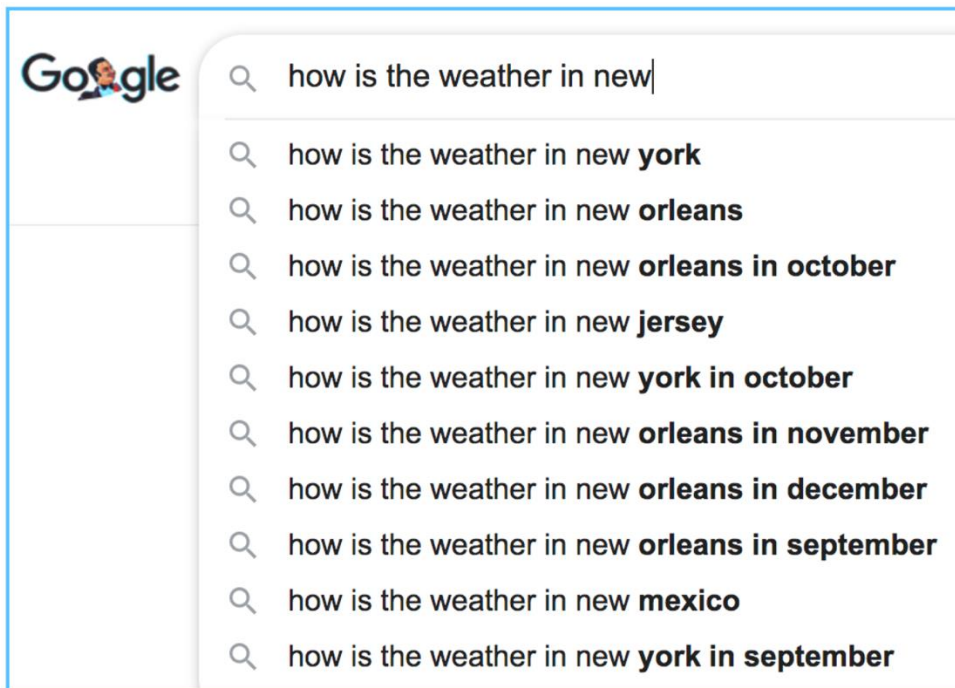 Google
how is the weather in new
how is the weather in new york
how is the weather in new orleans
how is the weather in new orleans in october
how is the weather in new jersey
how is the weather in new york in october
how is the weather in new orleans in november
how is the weather in new orleans in december
how is the weather in new orleans in september
how is the weather in new mexico
how is the weather in new york in september